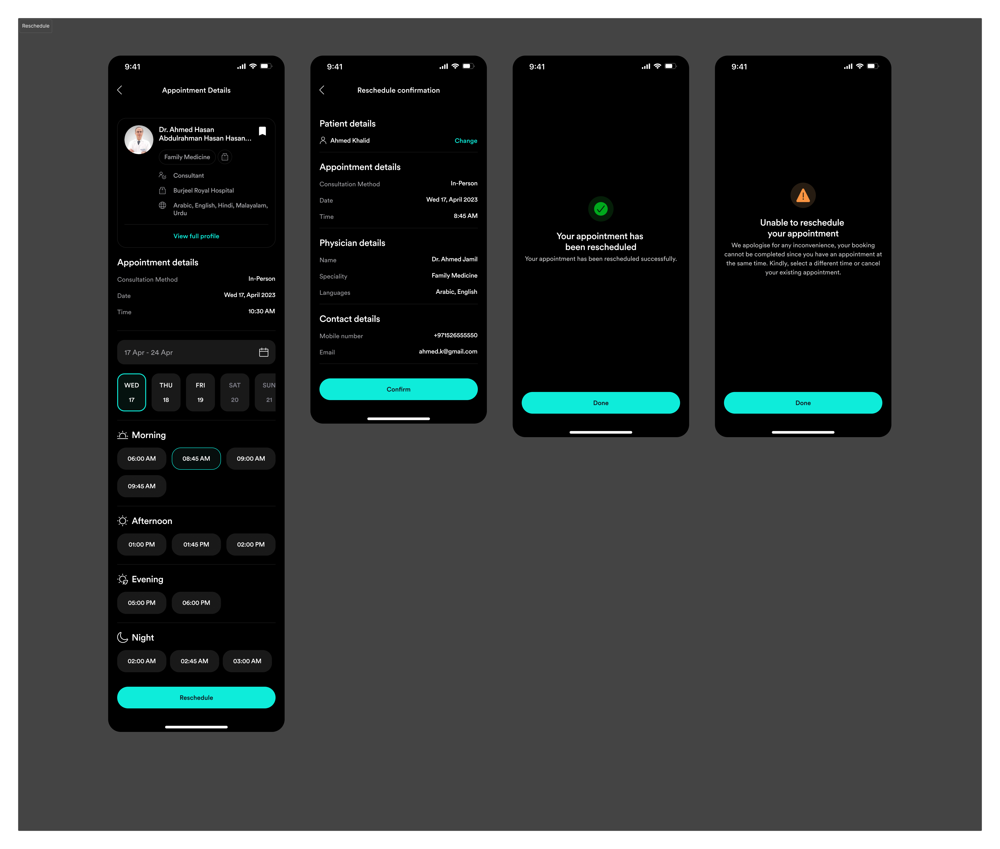 Reschedule
9:41
Appointment Details
Dr. Ahmed Hasan
Abdulrahman Hasan Hasan...
Family Medicine
Consultant
Burjeel Royal Hospital
Arabic, English, Hindi, Malayalam,
Urdu
View full profile
Appointment details
Consultation Method In-Person
Date Wed 17, April 2023
Time 10:30 AM
17 Apr - 24 Apr
WED THU FRI SAT SUN
17 18 19 20 21
Morning
06:00 AM 08:45 AM 09:00 AM
09:45 AM
Afternoon
01:00 PM 01:45 PM 02:00 PM
Evening
05:00 PM 06:00 PM
Night
02:00 AM 02:45 AM 03:00 AM
Reschedule
9:41
Reschedule confirmation
Patient details
Ahmed Khalid Change
Appointment details
Consultation Method In-Person
Date Wed 17, April 2023
Time 8:45 AM
Physician details
Name Dr. Ahmed Jamil
Speciality Family Medicine
Languages Arabic, English
Contact details
Mobile number +971526555550
Email ahmed.k@gmail.com
Confirm
9:41
Your appointment has
been rescheduled
Your appointment has been rescheduled successfully.
Done
9:41
Unable to reschedule
your appointment
We apologise for any inconvenience, your booking
cannot be completed since you have an appointment at
the same time. Kindly, select a different time or cancel
your existing appointment.
Done